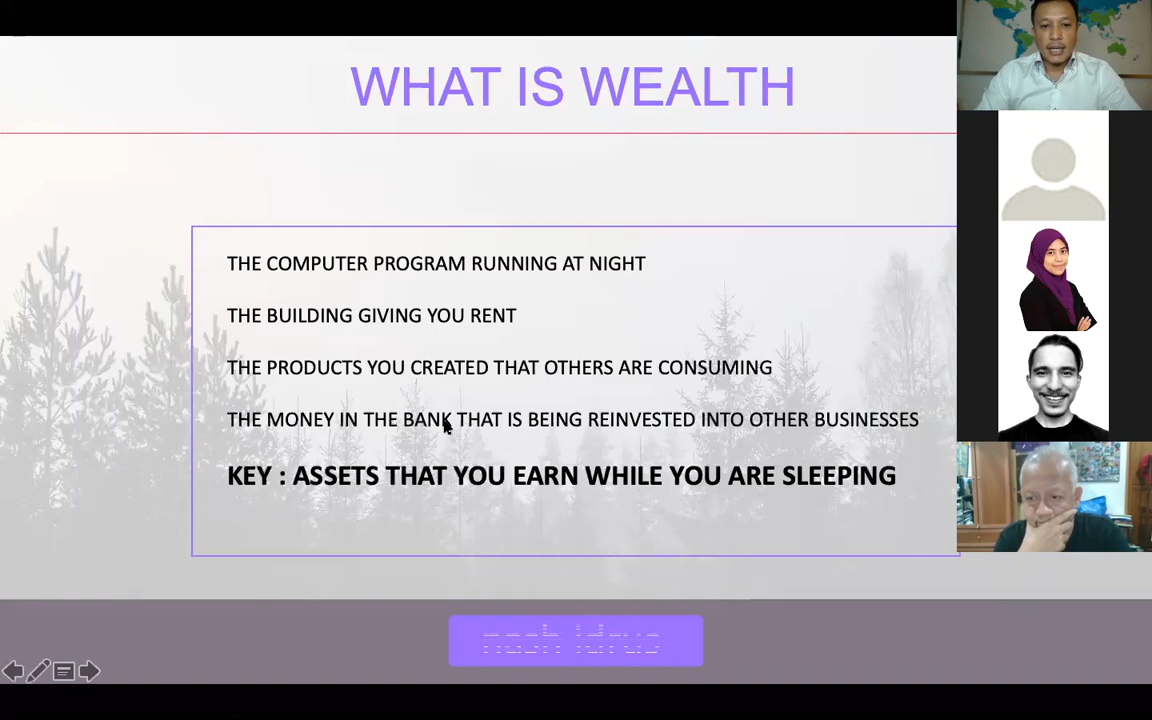 WHAT IS WEALTH
THE COMPUTER PROGRAM RUNNING AT NIGHT
THE BUILDING GIVING YOU RENT
THE PRODUCTS YOU CREATED THAT OTHERS ARE CONSUMING
THE MONEY IN THE BANK THAT IS BEING REINVESTED INTO OTHER BUSINESSES
KEY : ASSETS THAT YOU EARN WHILE YOU ARE SLEEPING